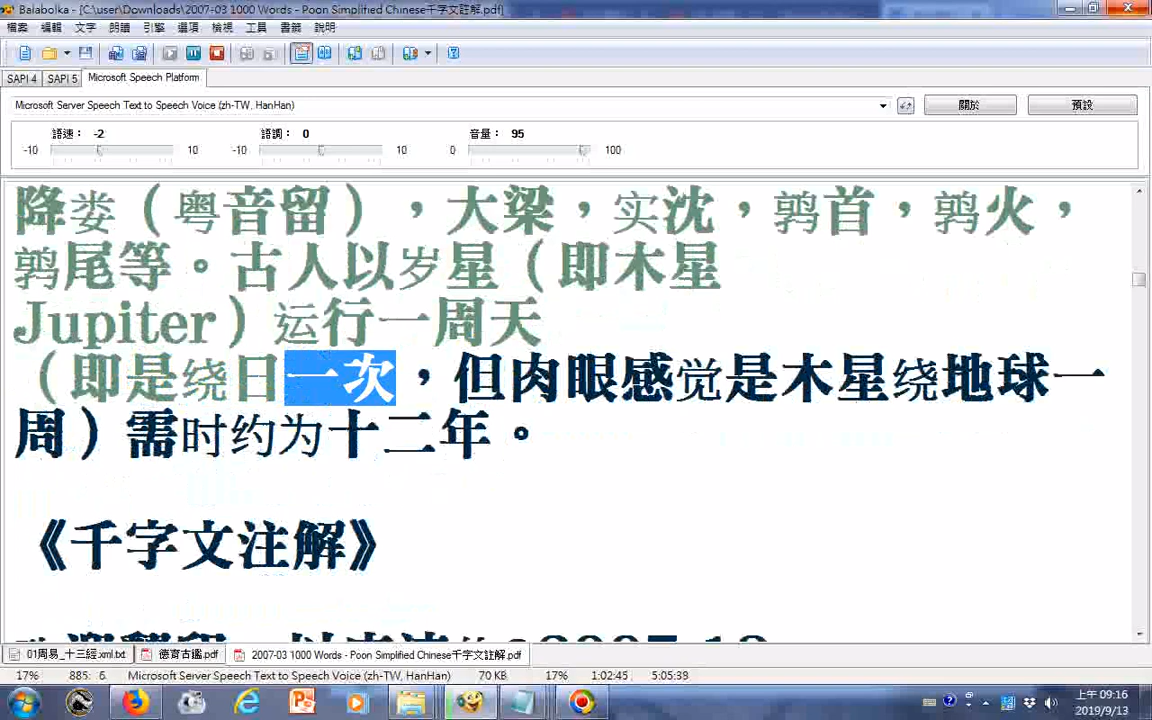 Balabolka - [C:\user\Downloads\2007-03 1000 Words - Poon Simplified Chinese千字文註解.pdf]
檔案 編輯 文字 朗讀 引擎 選項 檢視 工具 書籤 說明
SAPI 4 SAPI 5 Microsoft Speech Platform
Microsoft Server Speech Text to Speech Voice (zh-TW, HanHan) 關於 預設
語速： -2 語調： 0 音量： 95
-10 10 -10 10 0 100
降娄（粤音留），大梁，实沈，鹑首，鹑火，
鹑尾等。古人以岁星（即木星
Jupiter）运行一周天
（即是绕日一次，但肉眼感觉是木星绕地球一
周）需时约为十二年。
《千字文注解》
01周易_十三經.xml.txt 德育古鑑.pdf 2007-03 1000 Words - Poon Simplified Chinese千字文註解.pdf
17% 885: 6 Microsoft Server Speech Text to Speech Voice (zh-TW, HanHan) 70 KB 17% 1:02:45 5:05:39
上午 09:16
2019/9/13